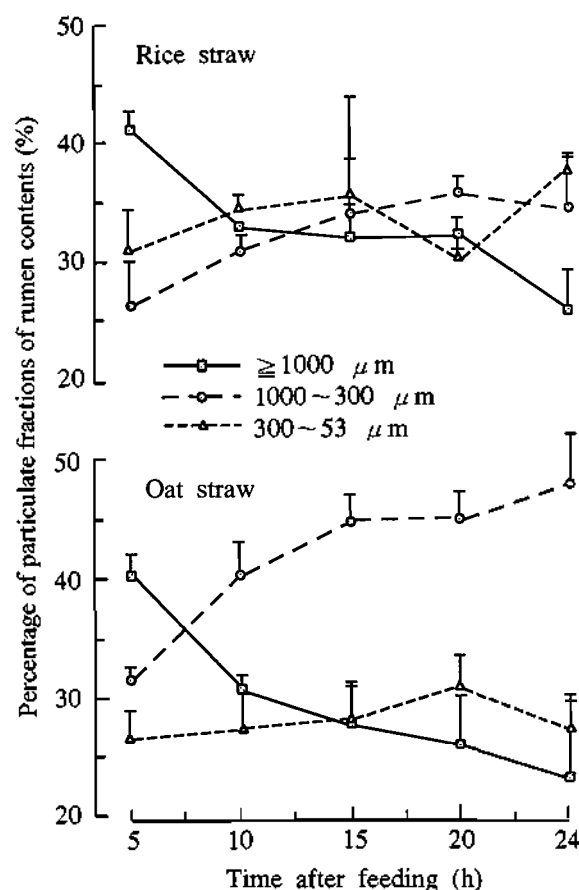 Percentage of particulate fractions of rumen contents (%)
50
Rice straw
40
30
20
≧1000 μm
1000~300 μm
300~53 μm
50
Oat straw
40
30
20
5 10 15 20 24
Time after feeding (h)